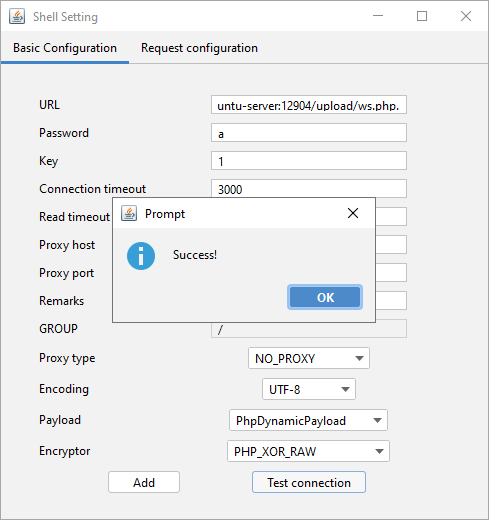 Shell Setting
Basic Configuration Request configuration
URL untu-server:12904/upload/ws.php.
Password a
Key 1
Connection timeout 3000
Read timeout
Prompt
Proxy host
Success!
Proxy port
Remarks
OK
GROUP /
Proxy type NO_PROXY
Encoding UTF-8
Payload PhpDynamicPayload
Encryptor PHP_XOR_RAW
Add Test connection